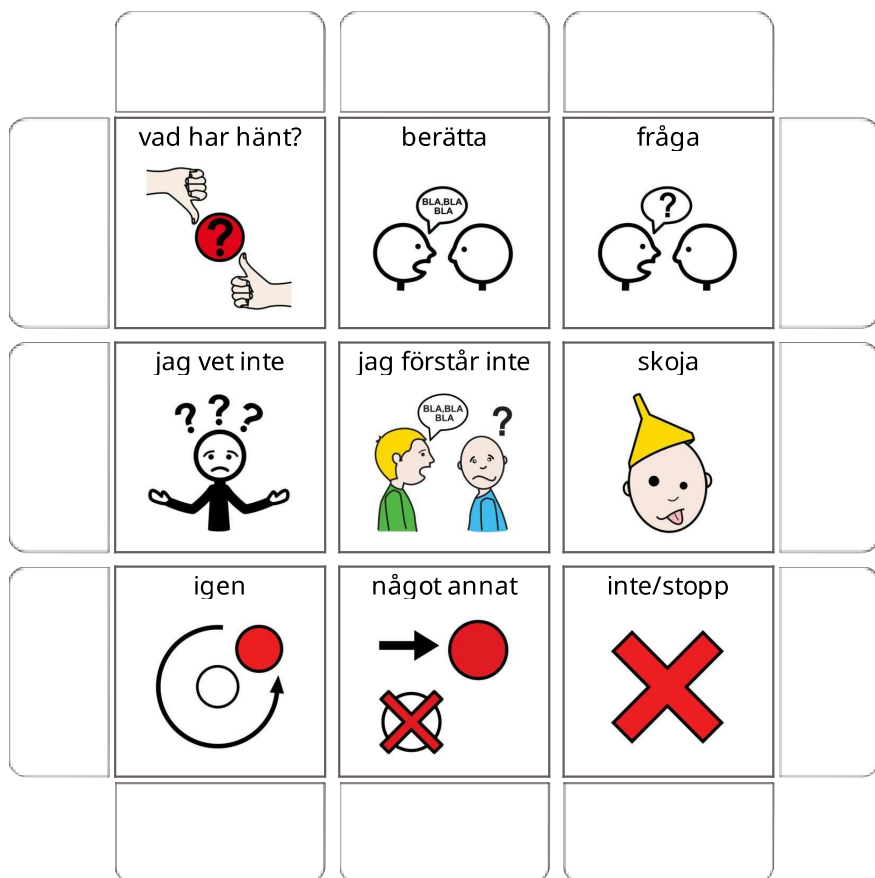 vad har hänt?
berätta
fråga
BLA,BLA
BLA
?
?
jag vet inte
jag förstår inte
skoja
? ? ?
BLA,BLA
BLA
?
igen
något annat
inte/stopp